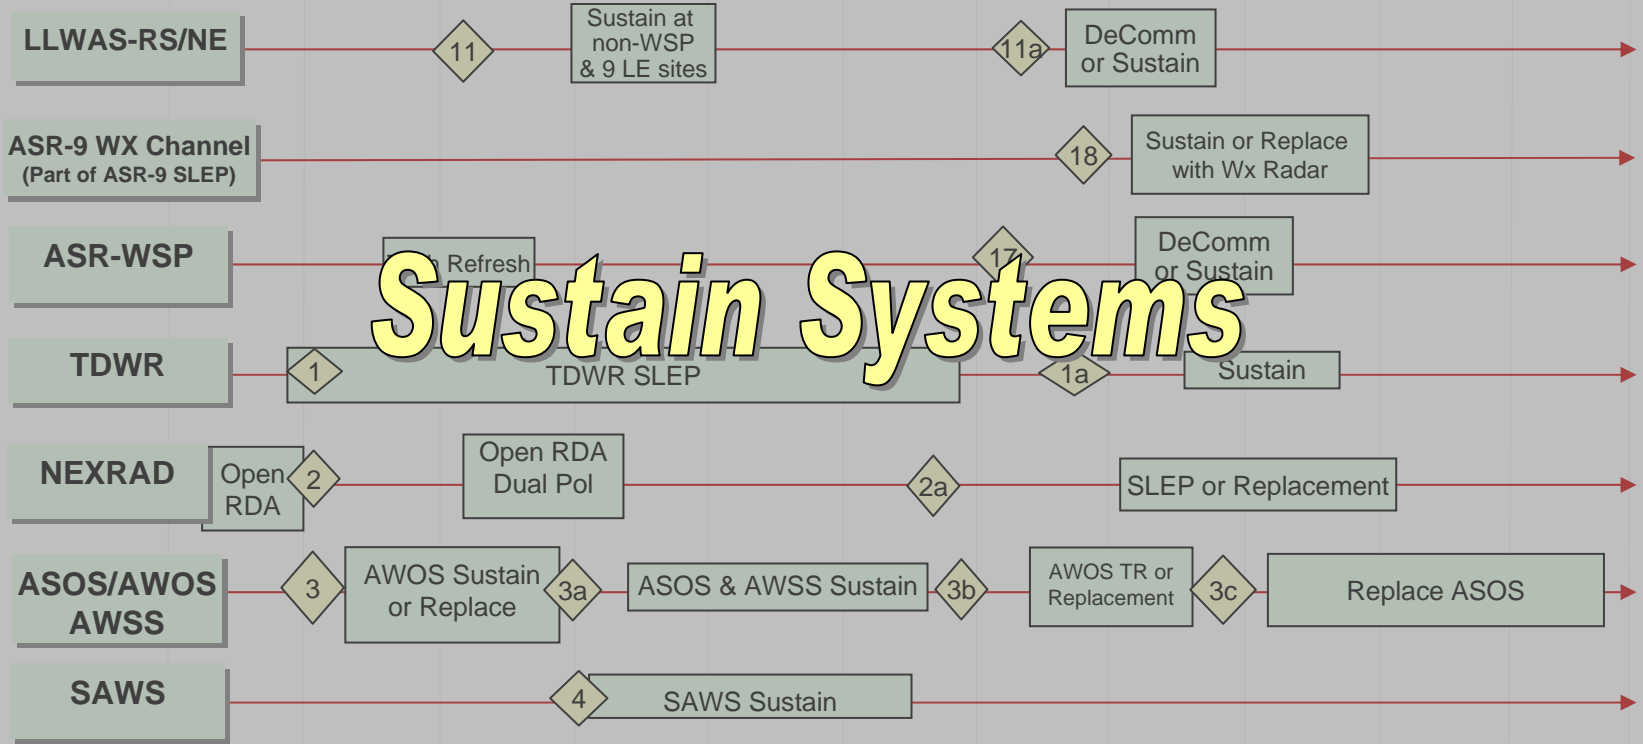 LLWAS-RS/NE
11
Sustain at
non-WSP
& 9 LE sites
11a
DeComm
or Sustain
ASR-9 WX Channel
(Part of ASR-9 SLEP)
18
Sustain or Replace
with Wx Radar
ASR-WSP
Refresh
17
DeComm
or Sustain
Sustain Systems
TDWR
1
TDWR SLEP
1a
Sustain
NEXRAD
Open
RDA
2
Open RDA
Dual Pol
2a
SLEP or Replacement
ASOS/AWOS
AWSS
3
AWOS Sustain
or Replace
3a
ASOS & AWSS Sustain
3b
AWOS TR or
Replacement
3c
Replace ASOS
SAWS
4
SAWS Sustain